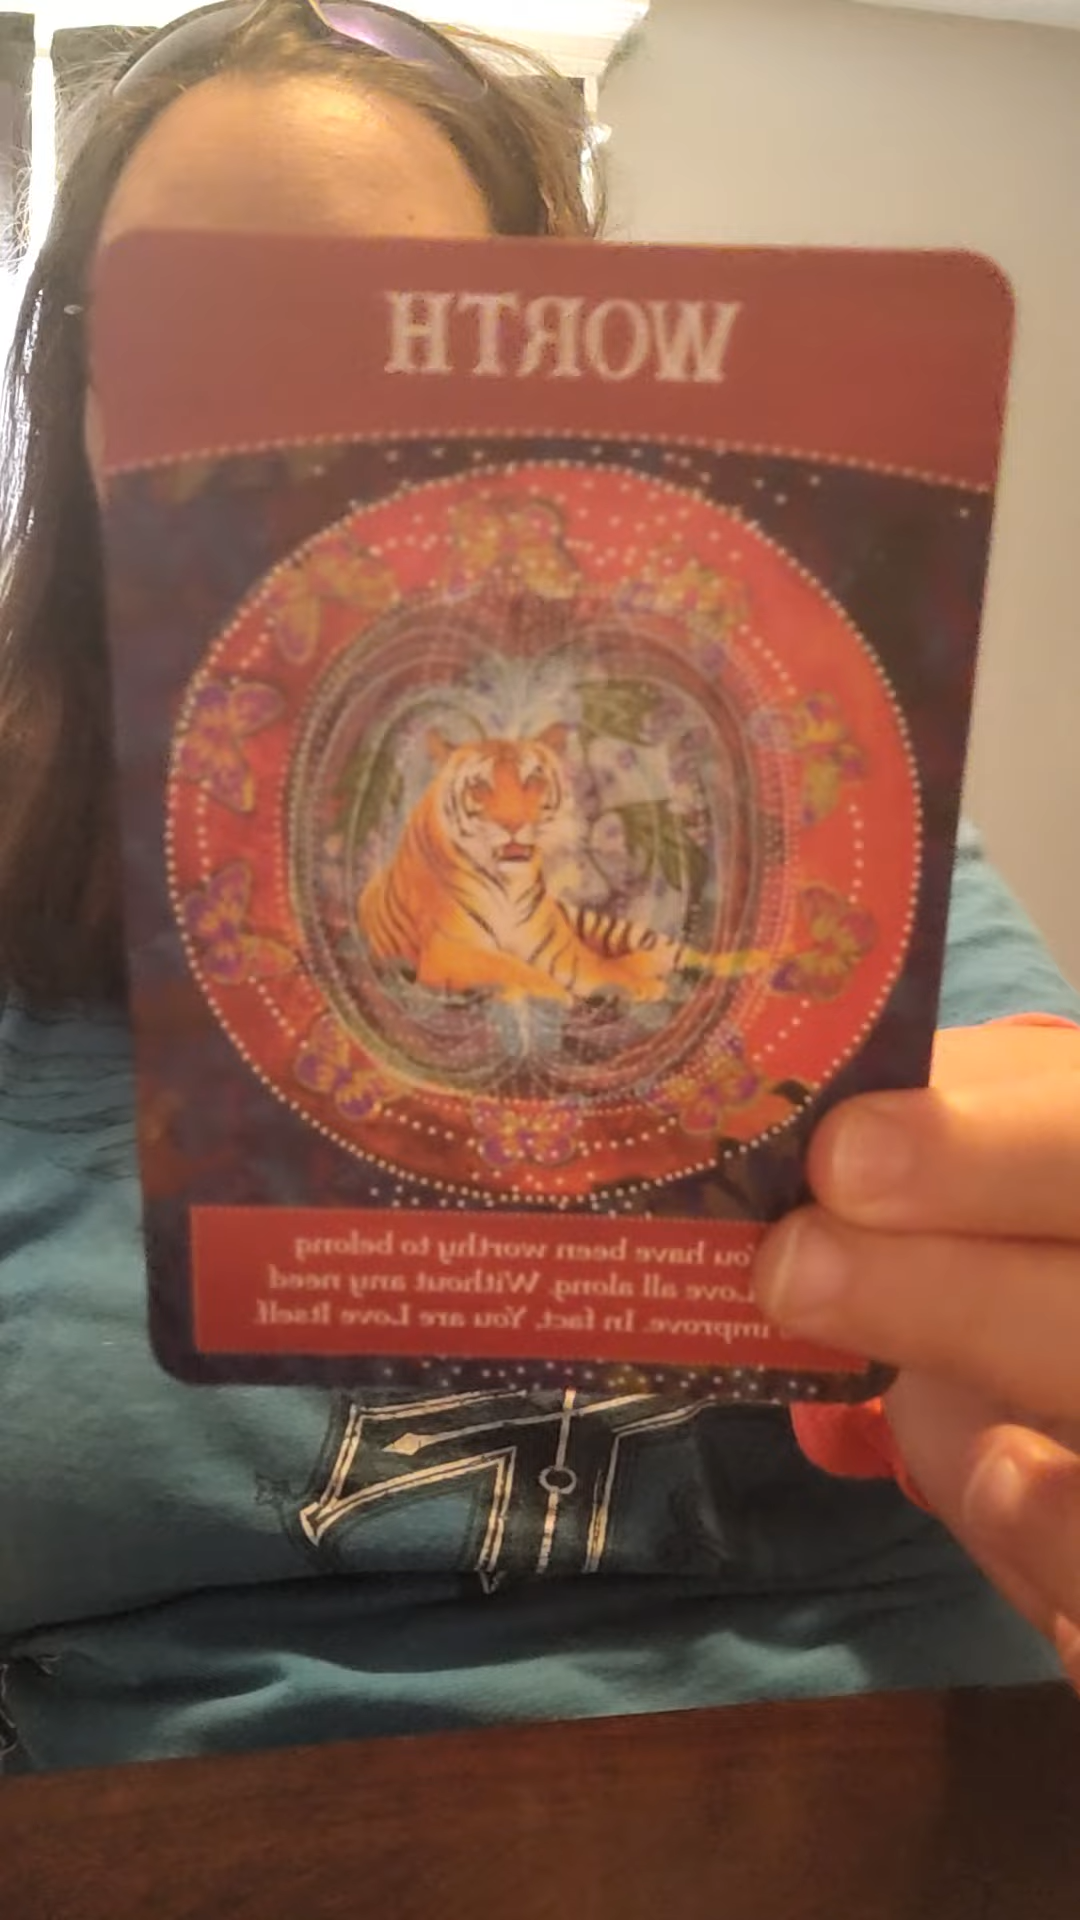 WORTH
You have been worthy to belong
Love all along. Without any need
improve. In fact, You are Love Itself.